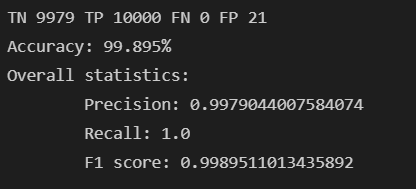 TN 9979 TP 10000 FN 0 FP 21
Accuracy: 99.895%
Overall statistics:
Precision: 0.9979044007584074
Recall: 1.0
F1 score: 0.9989511013435892